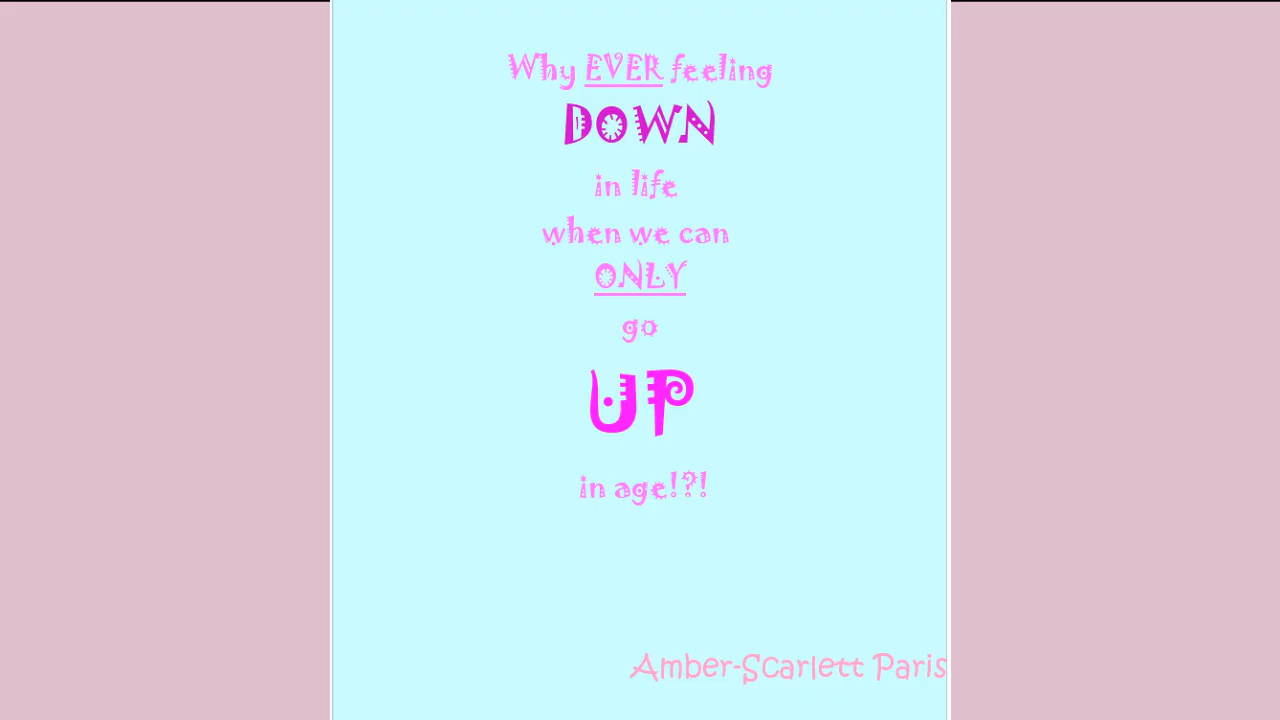 Why EVER feeling
DOWN
in life
when we can
ONLY
go
UP
in age!?!
Amber-Scarlett Paris